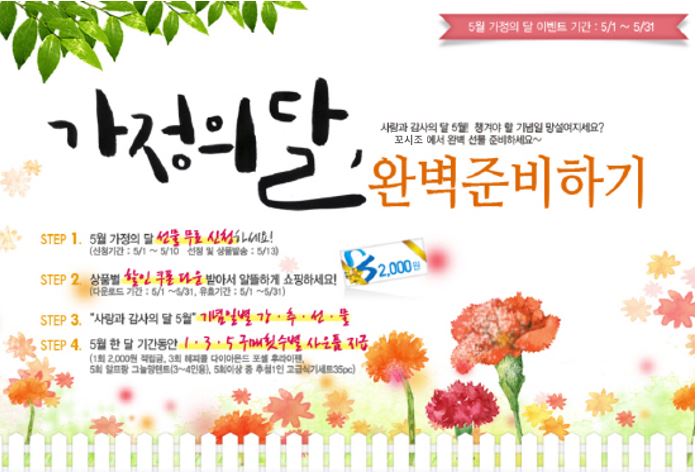 5월 가정의 달 이벤트 기간 : 5/1 ~ 5/31
가정의 달,
사랑과 감사의 달 5월! 챙겨야 할 기념일 망설여지세요?
꼬시조 에서 완벽 선물 준비하세요~
완벽준비하기
STEP 1. 5월 가정의 달 선물 무료 신청하세요!
(신청기간 : 5/1 ~ 5/10 선정 및 상품발송 : 5/13)
STEP 2. 상품별 할인 쿠폰 다운 받아서 알뜰하게 쇼핑하세요!
(다운로드 기간 : 5/1 ~5/31, 유효기간 : 5/1 ~5/31)
2,000원
STEP 3. "사랑과 감사의 달 5월" 기념일별 강·추·선·물
STEP 4. 5월 한 달 기간동안 1·3·5 구매횟수별 사은품 지급
(1회 2,000원 적립금, 3회 해피콜 다이아몬드 포셀 후라이팬,
5회 알프랑 그늘망텐트(3~4인용), 5회이상 중 추첨1인 고급식기세트35pc)